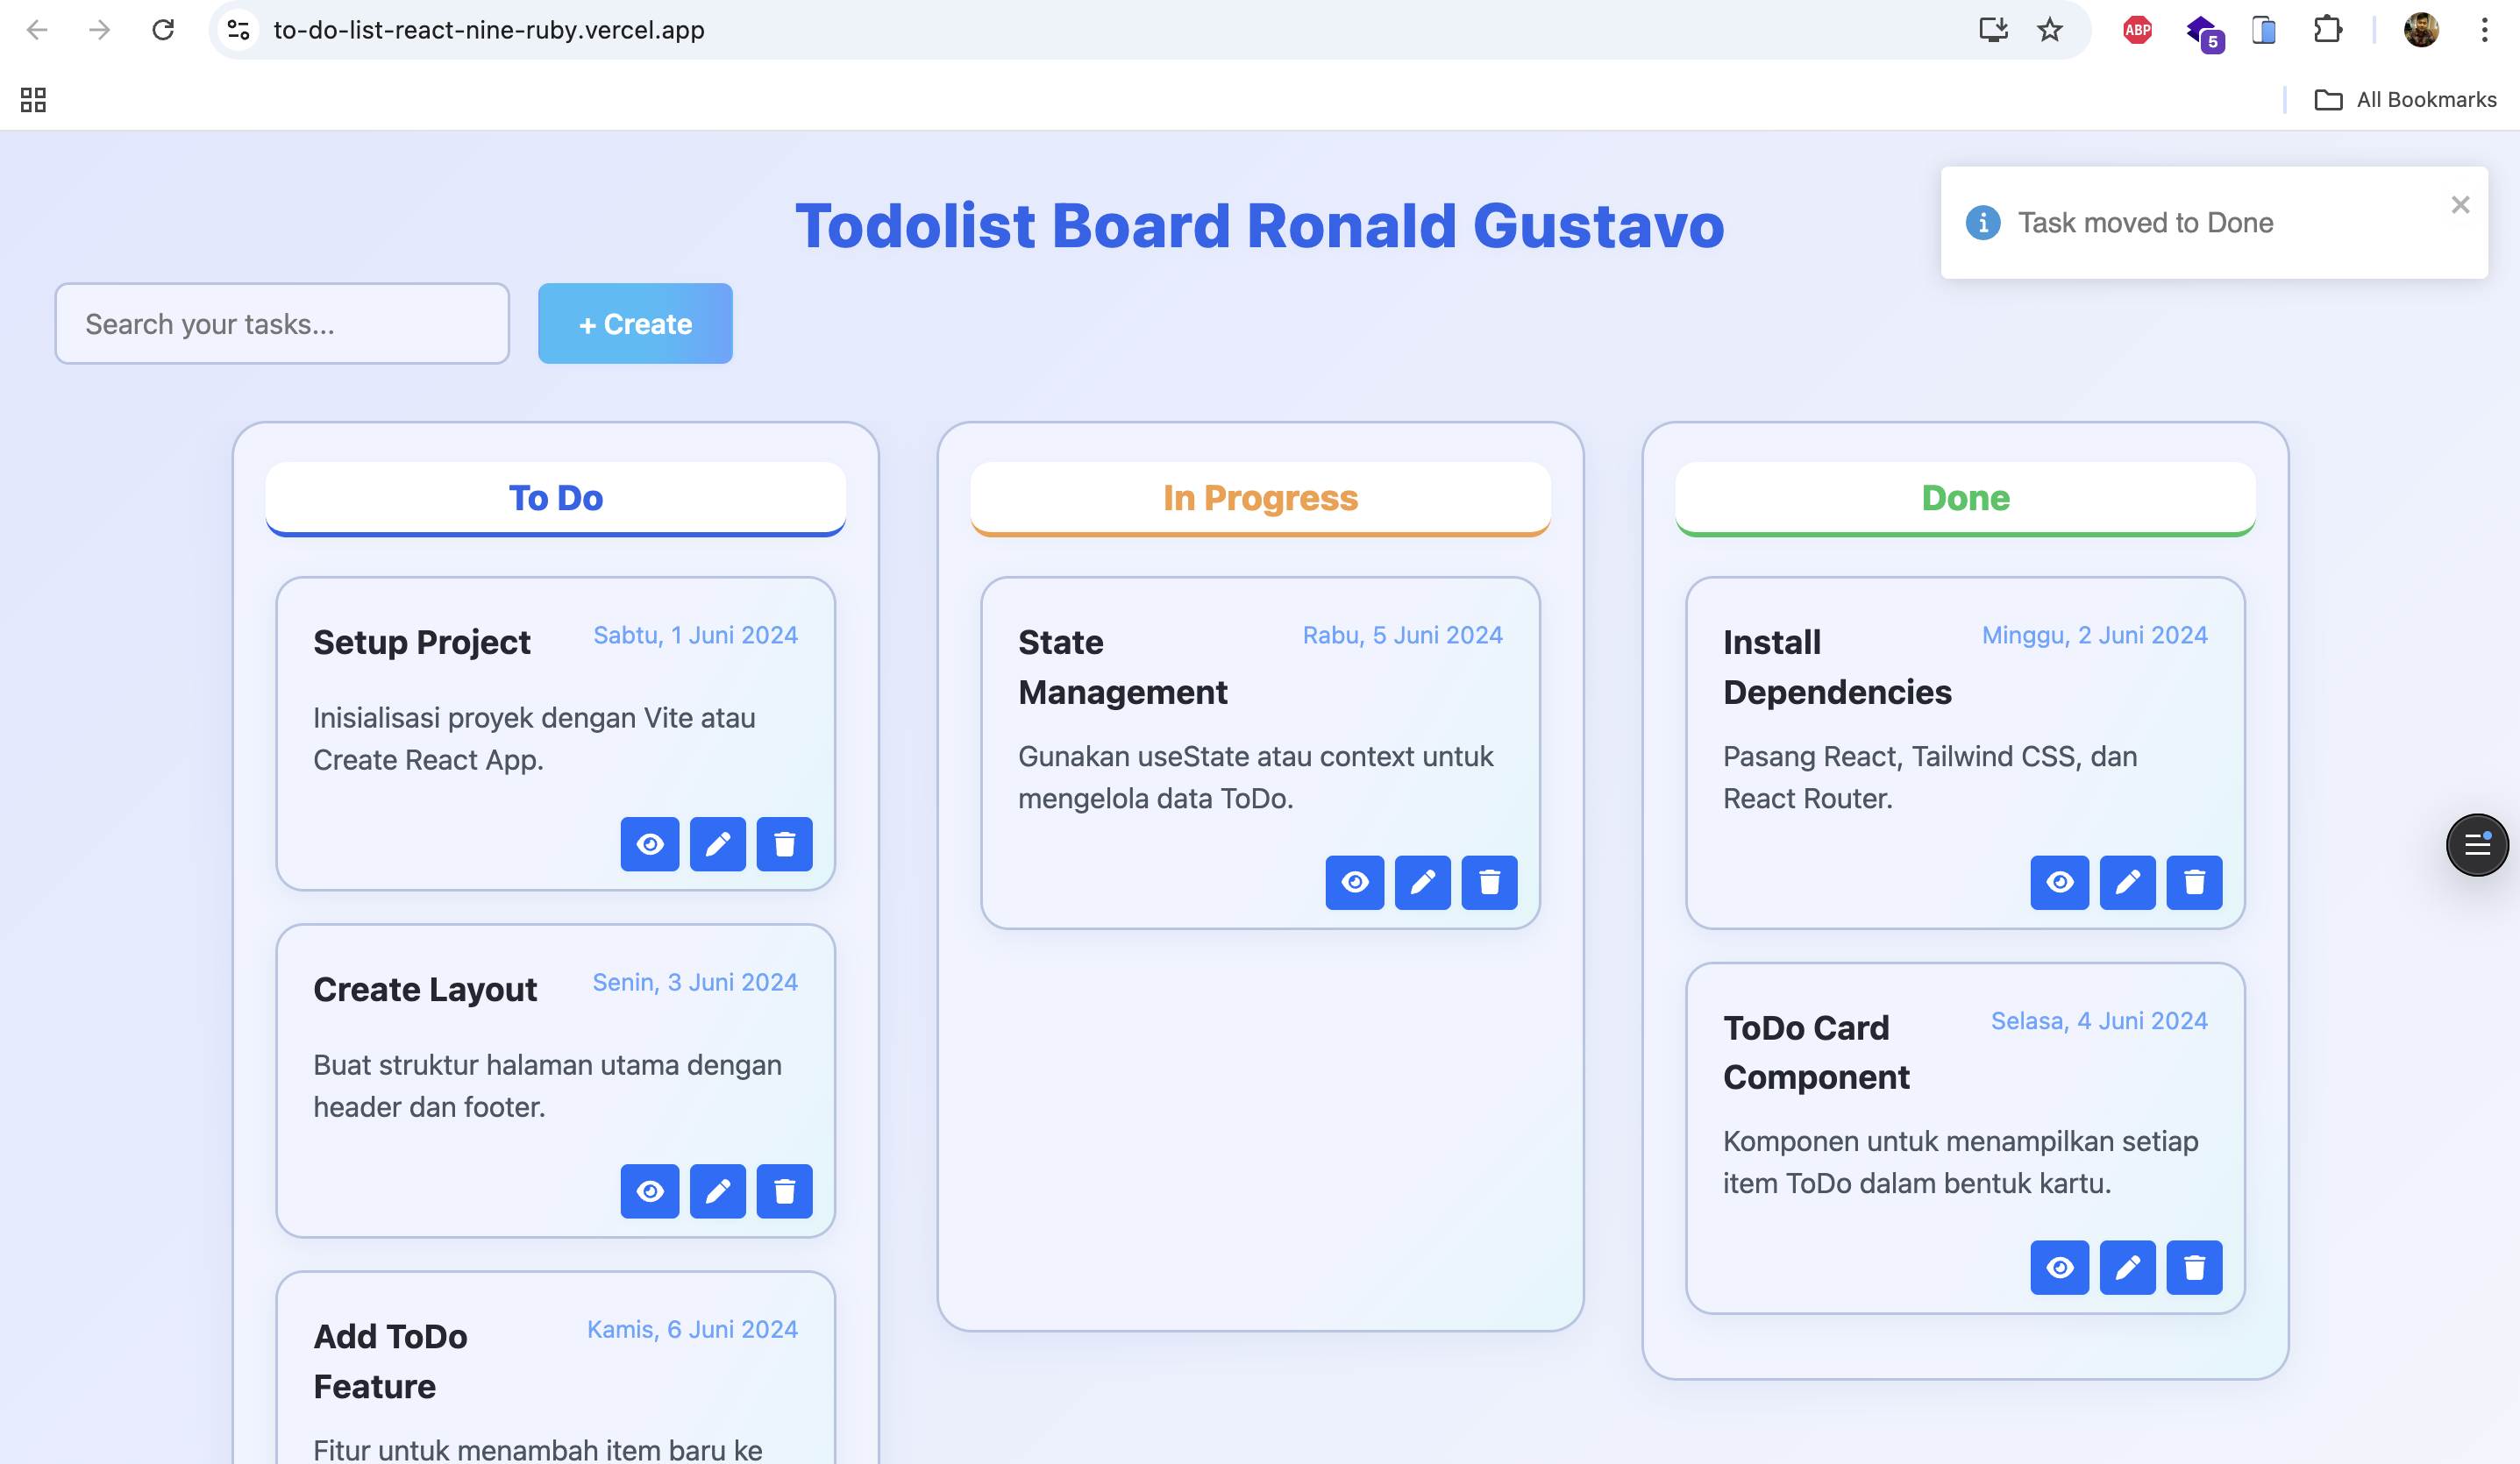 to-do-list-react-nine-ruby.vercel.app
ABP
5
All Bookmarks
Todolist Board Ronald Gustavo
Task moved to Done
Search your tasks...
+ Create
To Do
Setup Project
Sabtu, 1 Juni 2024
Inisialisasi proyek dengan Vite atau
Create React App.
Create Layout
Senin, 3 Juni 2024
Buat struktur halaman utama dengan
header dan footer.
Add ToDo
Feature
Kamis, 6 Juni 2024
Fitur untuk menambah item baru ke
In Progress
State
Management
Rabu, 5 Juni 2024
Gunakan useState atau context untuk
mengelola data ToDo.
Done
Install
Dependencies
Minggu, 2 Juni 2024
Pasang React, Tailwind CSS, dan
React Router.
ToDo Card
Component
Selasa, 4 Juni 2024
Komponen untuk menampilkan setiap
item ToDo dalam bentuk kartu.